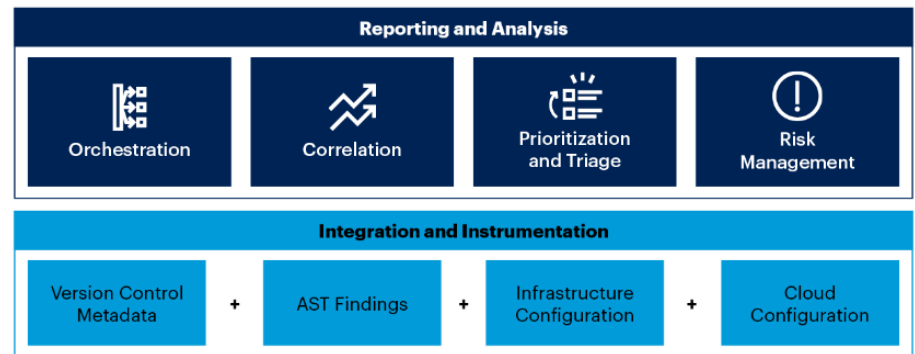 Reporting and Analysis
Orchestration
Correlation
Prioritization
and Triage
Risk
Management
Integration and Instrumentation
Version Control
Metadata
+
AST Findings
+
Infrastructure
Configuration
+
Cloud
Configuration